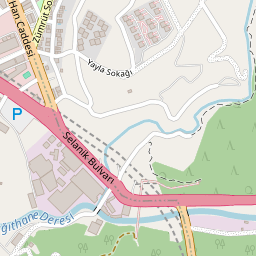 Han Caddesi
Zümrüt So
Yayla Sokağı
P
Selanik Bulvarı
ğıthane Deresi